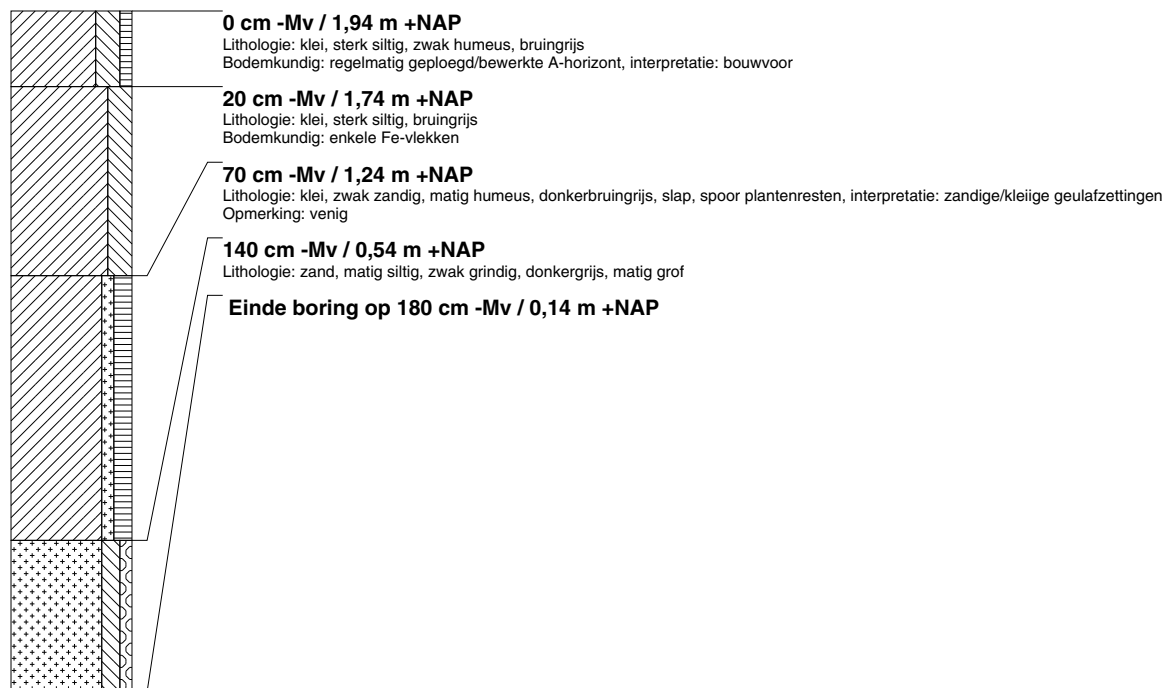 0 cm -Mv / 1,94 m +NAP
Lithologie: klei, sterk siltig, zwak humeus, bruingrijs
Bodemkundig: regelmatig geploegd/bewerkte A-horizont, interpretatie: bouwvoor
20 cm -Mv / 1,74 m +NAP
Lithologie: klei, sterk siltig, bruingrijs
Bodemkundig: enkele Fe-vlekken
70 cm -Mv / 1,24 m +NAP
Lithologie: klei, zwak zandig, matig humeus, donkerbruingrijs, slap, spoor plantenresten, interpretatie: zandige/kleiige geulafzettingen
Opmerking: venig
140 cm -Mv / 0,54 m +NAP
Lithologie: zand, matig siltig, zwak grindig, donkergrijs, matig grof
Einde boring op 180 cm -Mv / 0,14 m +NAP